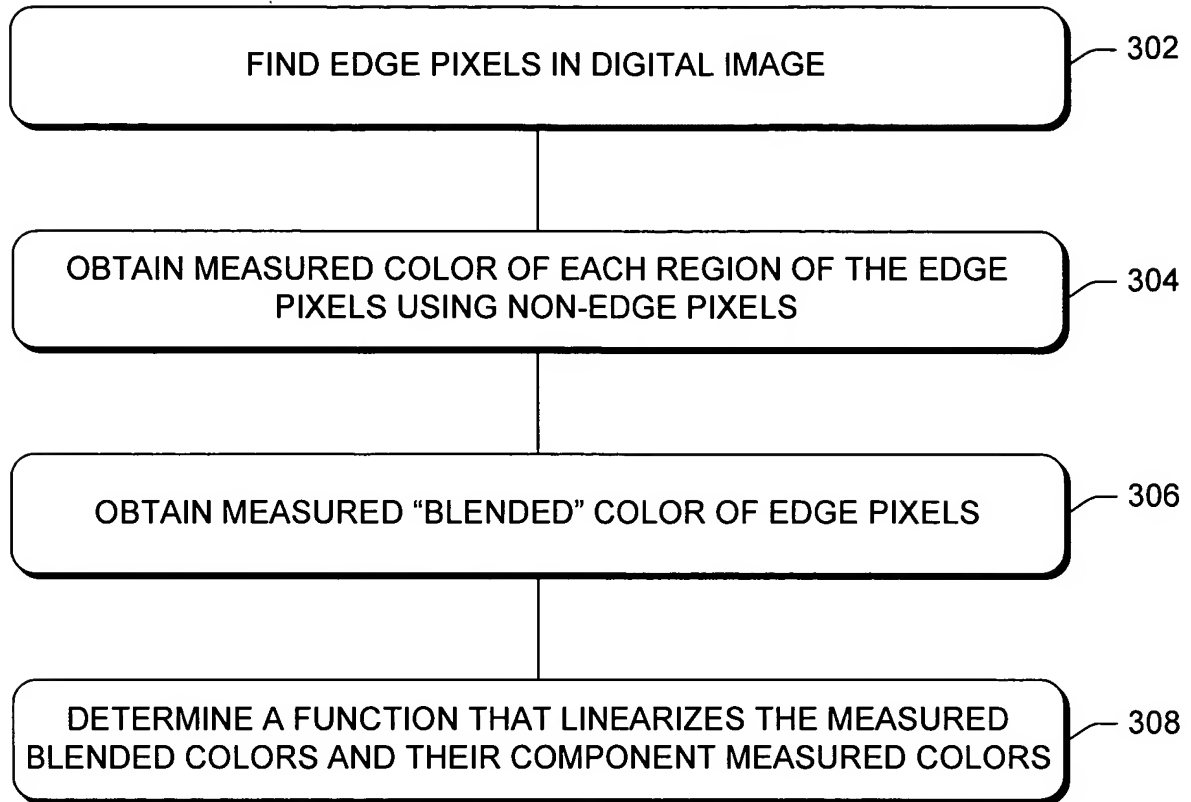 FIND EDGE PIXELS IN DIGITAL IMAGE
302
OBTAIN MEASURED COLOR OF EACH REGION OF THE EDGE
PIXELS USING NON-EDGE PIXELS
304
OBTAIN MEASURED “BLENDED” COLOR OF EDGE PIXELS
306
DETERMINE A FUNCTION THAT LINEARIZES THE MEASURED
BLENDED COLORS AND THEIR COMPONENT MEASURED COLORS
308